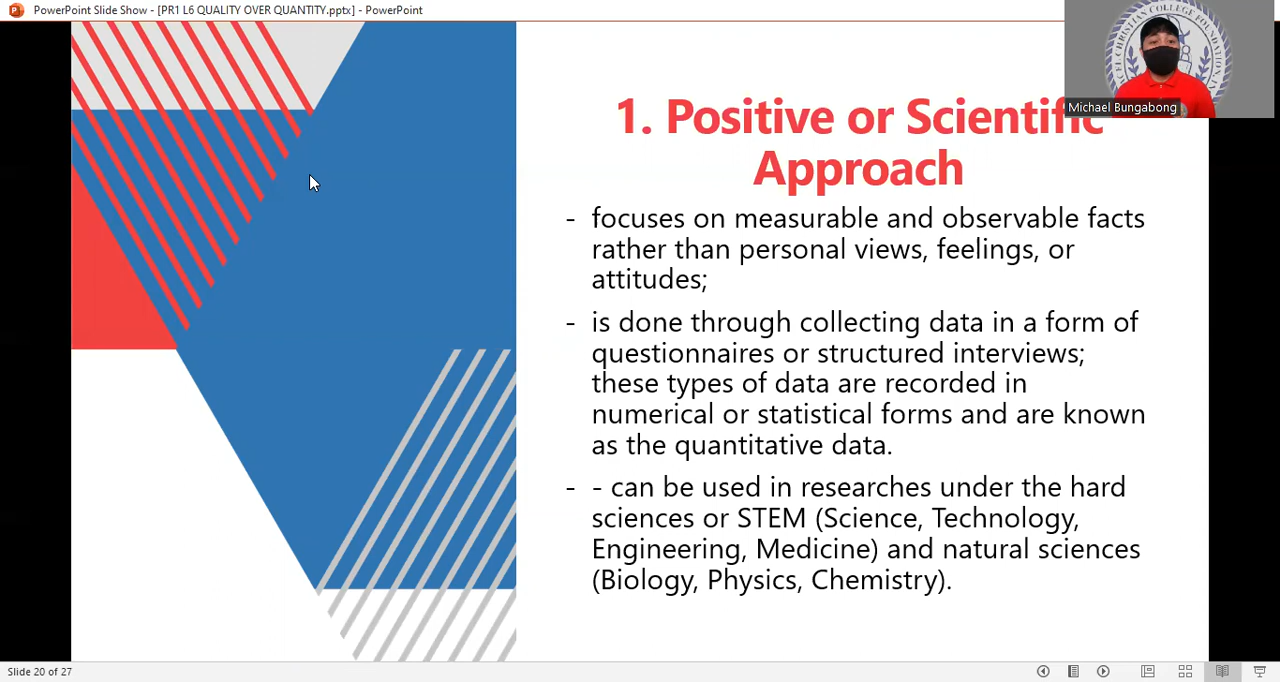 PowerPoint Slide Show - [PR1 L6 QUALITY OVER QUANTITY.pptx] - PowerPoint
Michael Bungabong
1. Positive or Scientific
Approach
- focuses on measurable and observable facts
rather than personal views, feelings, or
attitudes;
- is done through collecting data in a form of
questionnaires or structured interviews;
these types of data are recorded in
numerical or statistical forms and are known
as the quantitative data.
- - can be used in researches under the hard
sciences or STEM (Science, Technology,
Engineering, Medicine) and natural sciences
(Biology, Physics, Chemistry).
Slide 20 of 27